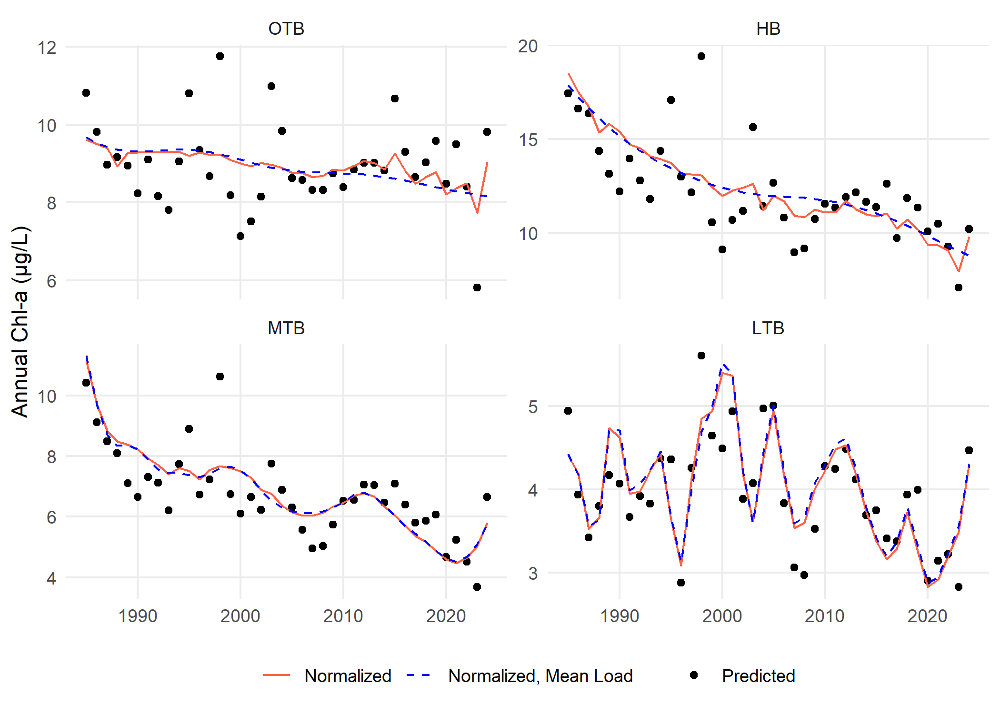 OTB
HB
12
10
8
6
20
15
10
Annual Chl-a (µg/L)
MTB
LTB
10
8
6
4
5
4
3
1990 2000 2010 2020
1990 2000 2010 2020
Normalized
Normalized, Mean Load
Predicted